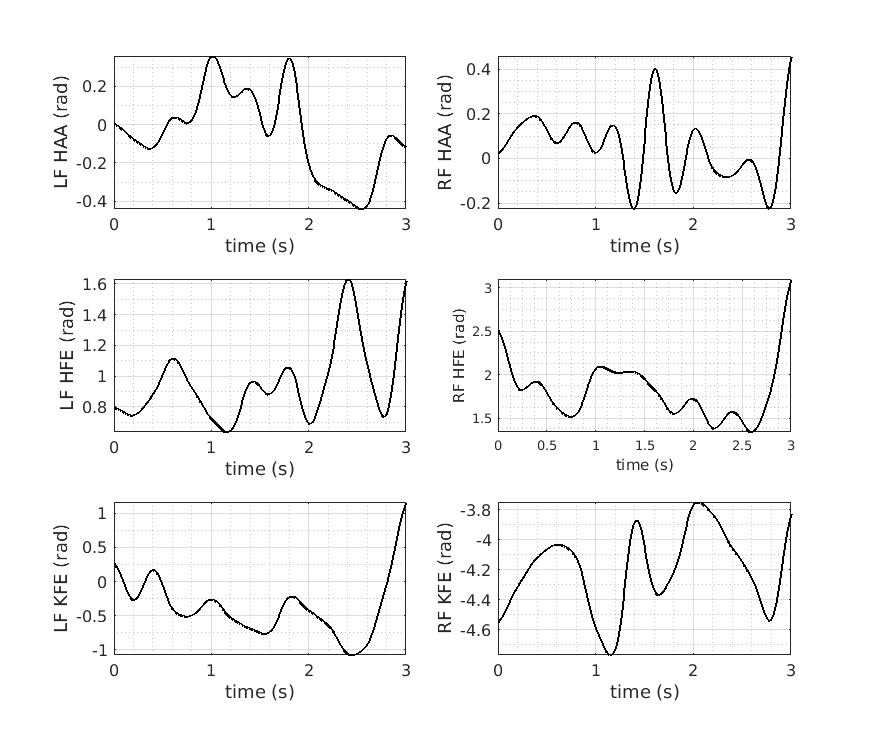 LF HAA (rad)
0.2
0
-0.2
-0.4
0 1 2 3
time (s)
RF HAA (rad)
0.4
0.2
0
-0.2
0 1 2 3
time (s)
LF HFE (rad)
1.6
1.4
1.2
1
0.8
0 1 2 3
time (s)
RF HFE (rad)
3
2.5
2
1.5
0 0.5 1 1.5 2 2.5 3
time (s)
LF KFE (rad)
1
0.5
0
-0.5
-1
0 1 2 3
time (s)
RF KFE (rad)
-3.8
-4
-4.2
-4.4
-4.6
0 1 2 3
time (s)